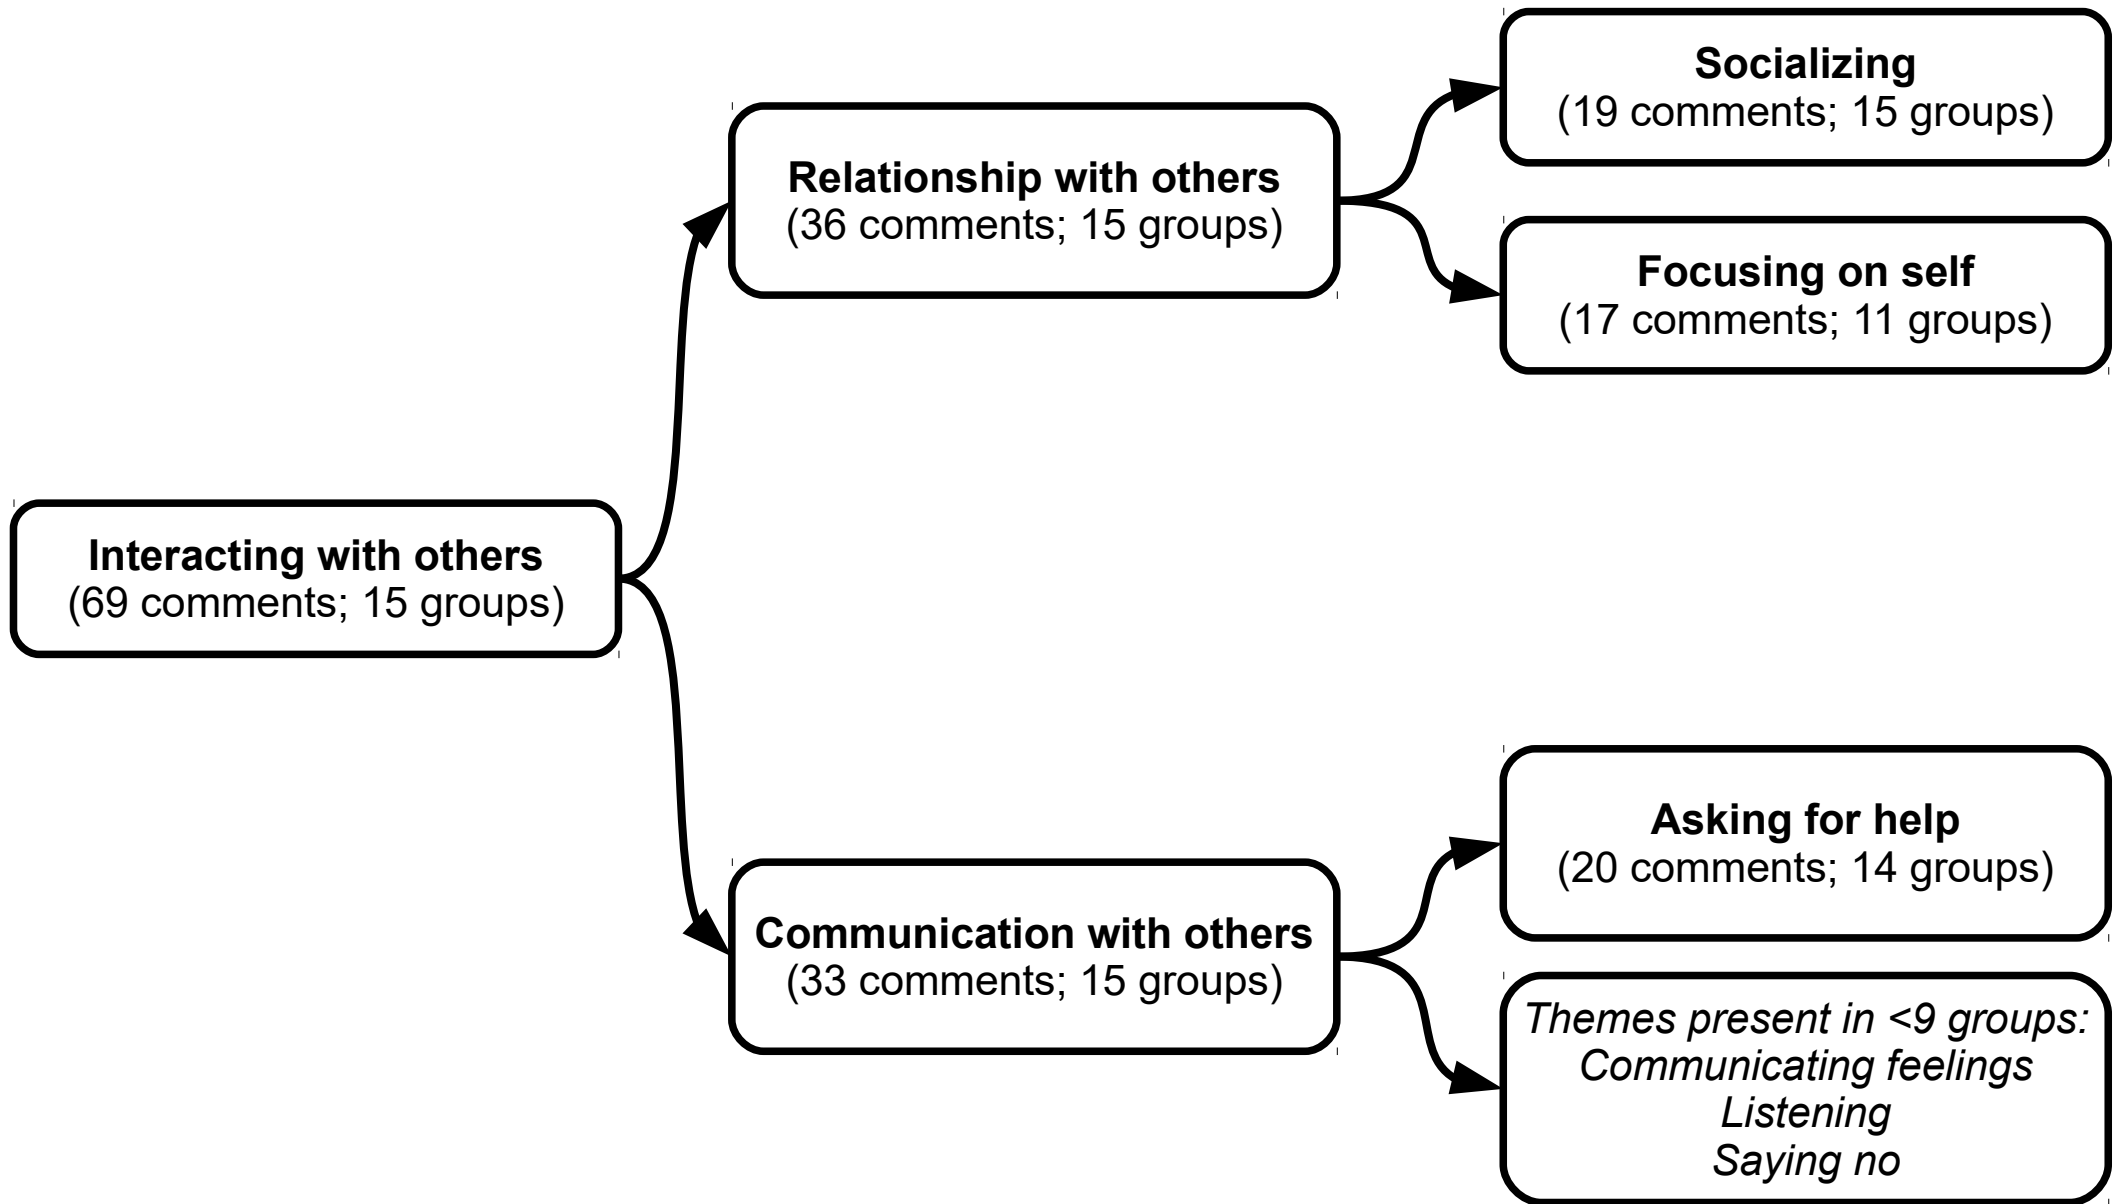 Socializing
(19 comments; 15 groups)
Relationship with others
(36 comments; 15 groups)
Focusing on self
(17 comments; 11 groups)
Interacting with others
(69 comments; 15 groups)
Asking for help
(20 comments; 14 groups)
Communication with others
(33 comments; 15 groups)
Themes present in <9 groups:
Communicating feelings
Listening
Saying no